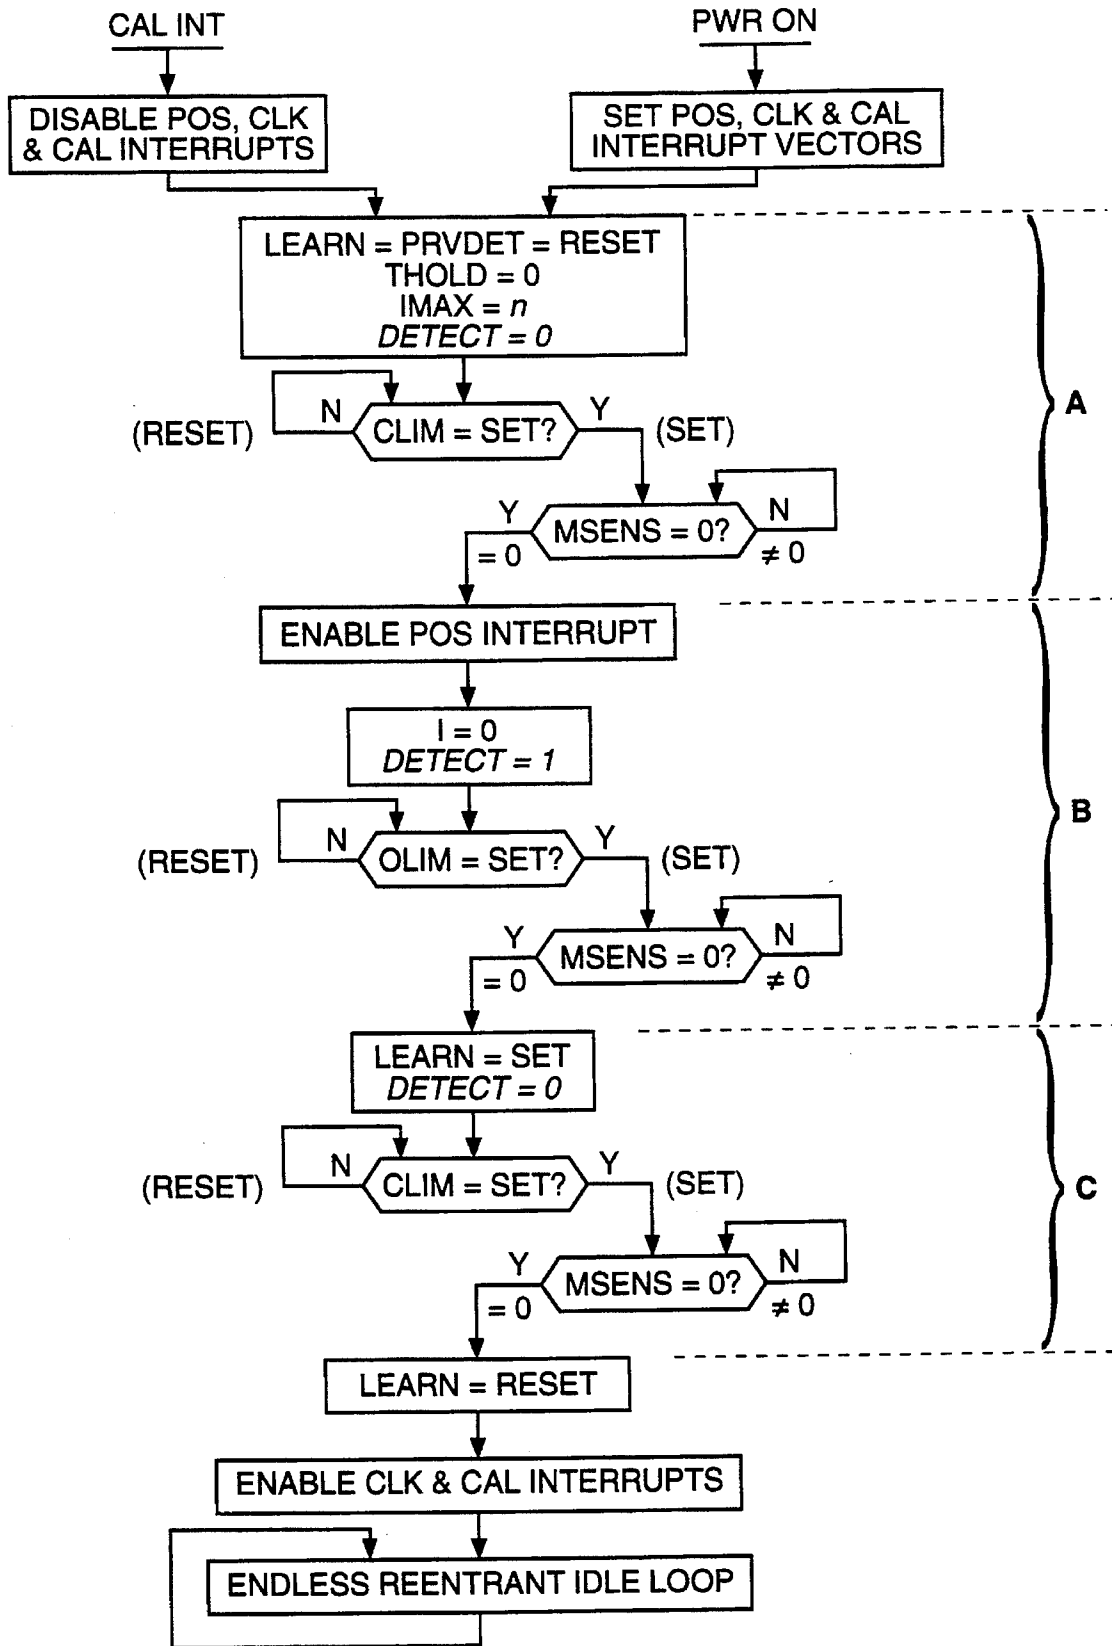 CAL INT
PWR ON
DISABLE POS, CLK
& CAL INTERRUPTS
SET POS, CLK & CAL
INTERRUPT VECTORS
LEARN = PRVDET = RESET
THOLD = 0
IMAX = n
DETECT = 0
A
N
CLIM = SET?
Y
(RESET)
(SET)
Y
MSENS = 0?
N
= 0
≠ 0
ENABLE POS INTERRUPT
I = 0
DETECT = 1
B
N
OLIM = SET?
Y
(RESET)
(SET)
Y
MSENS = 0?
N
= 0
≠ 0
LEARN = SET
DETECT = 0
N
CLIM = SET?
Y
(RESET)
(SET)
C
Y
MSENS = 0?
N
= 0
≠ 0
LEARN = RESET
ENABLE CLK & CAL INTERRUPTS
ENDLESS REENTRANT IDLE LOOP